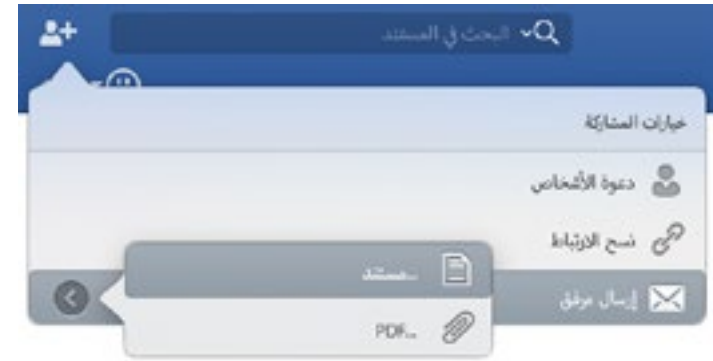 البحث في المستند
خيارات المشاركة
دعوة الأشخاص
نسخ الارتباط
إرسال مرفق
مستند...
PDF...